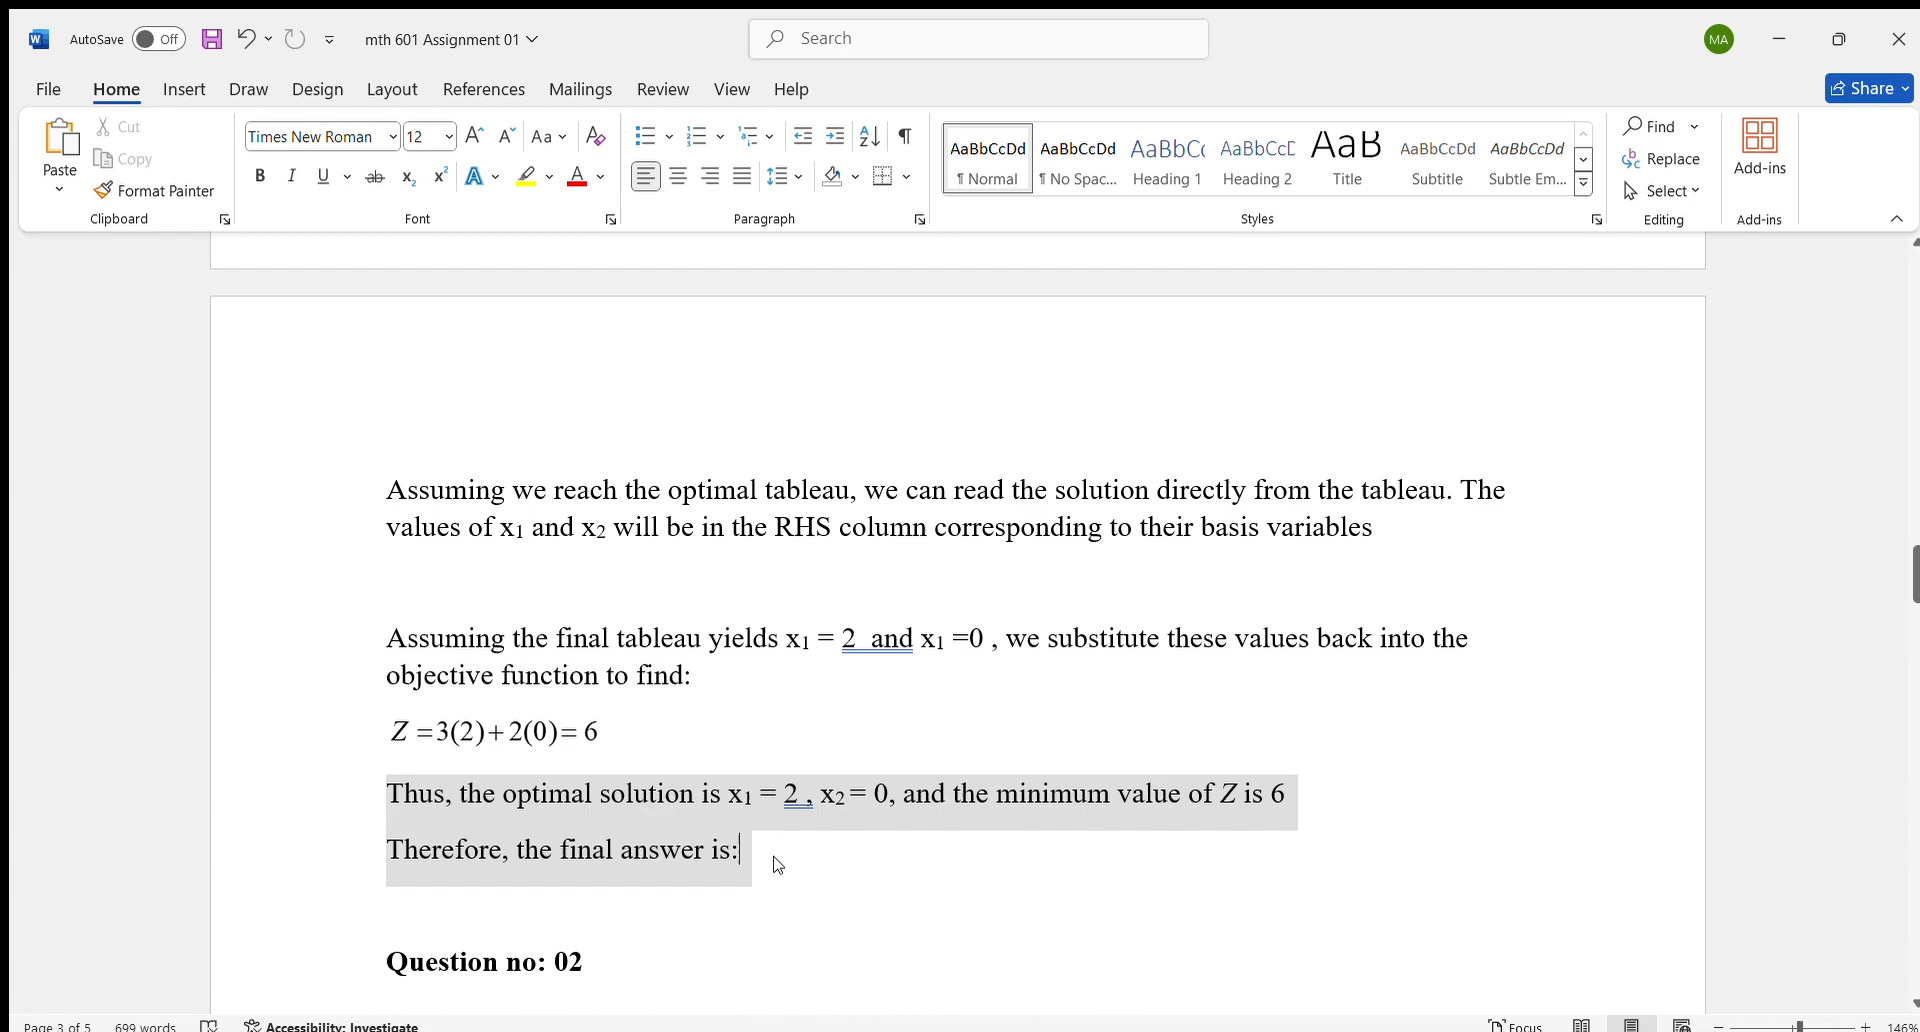 AutoSave Off mth 601 Assignment 01 Search MA
File Home Insert Draw Design Layout References Mailings Review View Help Share
Paste Cut Copy Format Painter Clipboard
Times New Roman 12 Aa Font
B I U ab x₂ x² A A
Paragraph
AaBbCcDd AaBbCcDd AaBbCc AaBbCcC AaB AaBbCcDd AaBbCcDd
¶ Normal ¶ No Spac... Heading 1 Heading 2 Title Subtitle Subtle Em...
Styles
Find Replace Select Editing
Add-ins Add-ins
Assuming we reach the optimal tableau, we can read the solution directly from the tableau. The
values of x₁ and x₂ will be in the RHS column corresponding to their basis variables
Assuming the final tableau yields x₁ = 2 and x₁ =0 , we substitute these values back into the
objective function to find:
Z =3(2)+2(0)= 6
Thus, the optimal solution is x₁ = 2 , x₂ = 0, and the minimum value of Z is 6
Therefore, the final answer is:
Question no: 02
Page 3 of 5 699 words Accessibility: Investigate Focus 146%